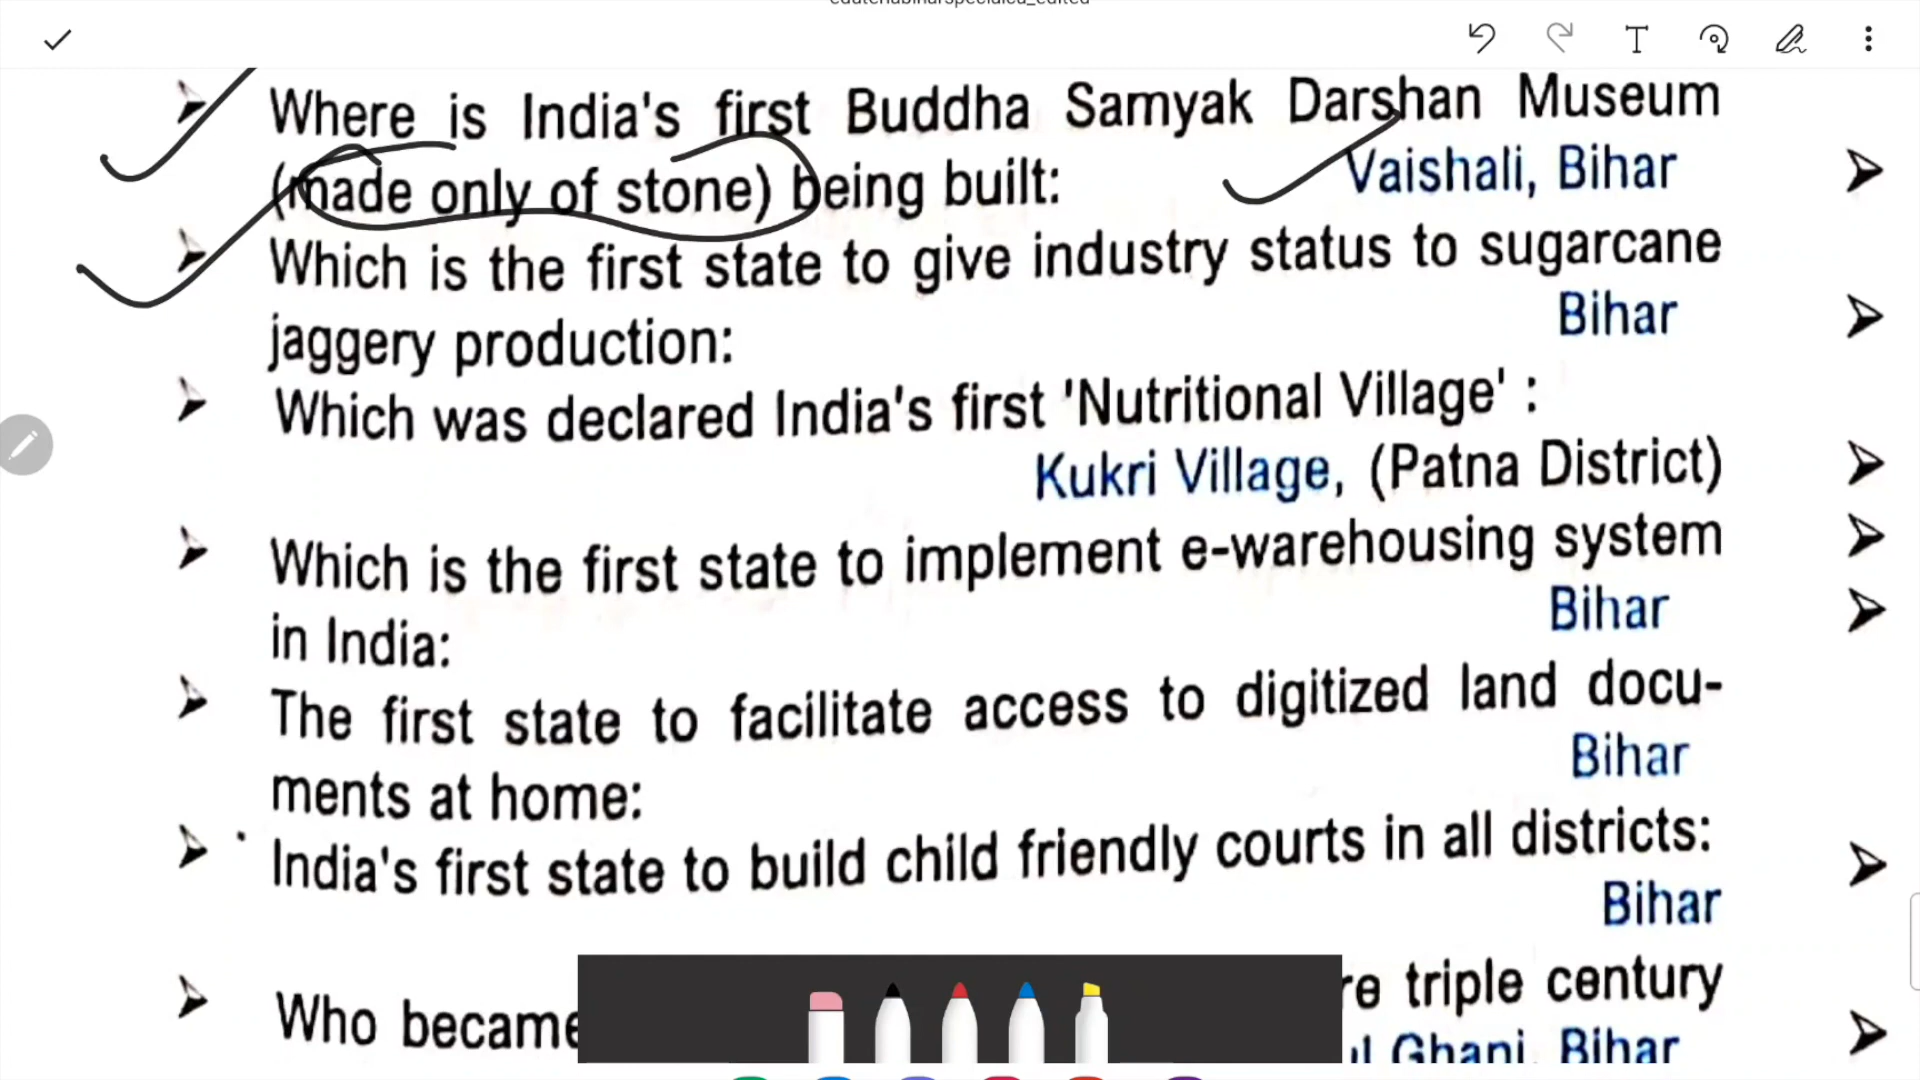 Where is India's first Buddha Samyak Darshan Museum
(made only of stone) being built: Vaishali, Bihar
Which is the first state to give industry status to sugarcane
jaggery production: Bihar
Which was declared India's first 'Nutritional Village' :
Kukri Village, (Patna District)
Which is the first state to implement e-warehousing system
in India: Bihar
The first state to facilitate access to digitized land docu-
ments at home: Bihar
India's first state to build child friendly courts in all districts:
Bihar
Who became re triple century
Ghani, Bihar